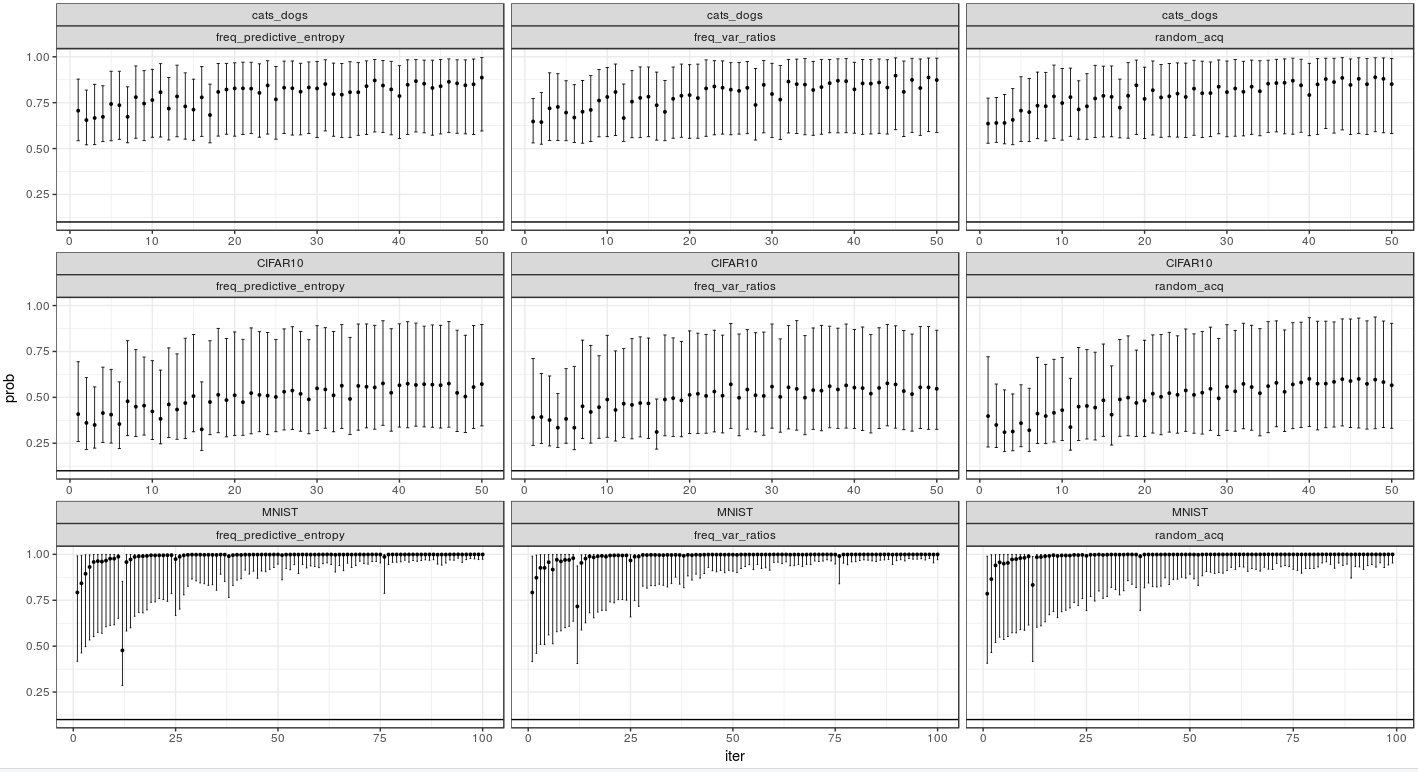 cats_dogs cats_dogs cats_dogs
freq_predictive_entropy freq_var_ratios random_acq
1.00
0.75
0.50
0.25
0 10 20 30 40 50 0 10 20 30 40 50 0 10 20 30 40 50
CIFAR10 CIFAR10 CIFAR10
freq_predictive_entropy freq_var_ratios random_acq
1.00
0.75
prob
0.50
0.25
0 10 20 30 40 50 0 10 20 30 40 50 0 10 20 30 40 50
MNIST MNIST MNIST
freq_predictive_entropy freq_var_ratios random_acq
1.00
0.75
0.50
0.25
0 25 50 75 100 0 25 50 75 100 0 25 50 75 100
iter